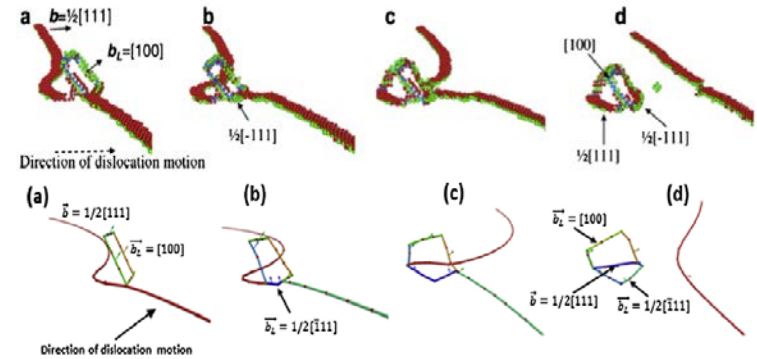 a b c d
b=½[111]
b_L=[100]
[100]
½[-111]
½[111]
½[-111]
Direction of dislocation motion
(a) (b) (c) (d)
b⃗ = 1/2[111]
b_L⃗ = [100]
b_L⃗ = [100]
b⃗ = 1/2[111]
b_L⃗ = 1/2[1̄11]
b_L⃗ = 1/2[1̄11]
Direction of dislocation motion